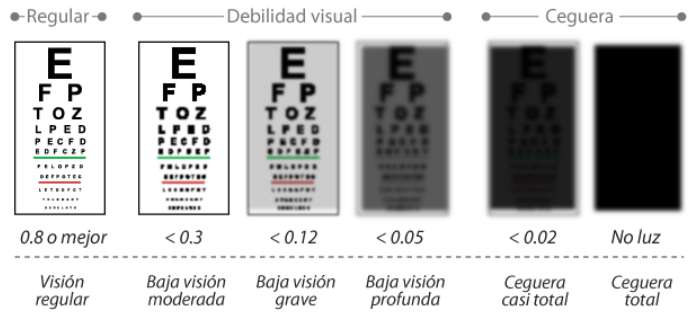 Regular Debilidad visual Ceguera
E E E
F P F P F P
T O Z T O Z T O Z
L P E D L P E D L P E D
P E C F D P E C F D P E C F D
E D F C Z P E D F C Z P E D F C Z P
F E L O P Z D
D E F P O T E C
0.8 o mejor < 0.3 < 0.12 < 0.05 < 0.02 No luz
Visión Baja visión Baja visión Baja visión Ceguera Ceguera
regular moderada grave profunda casi total total